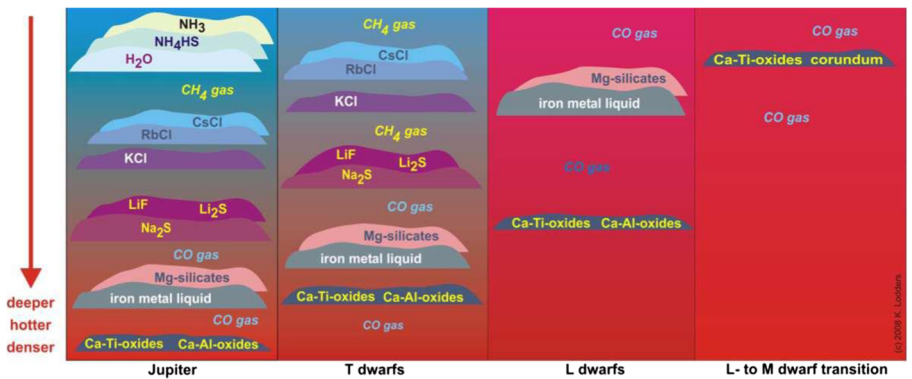 NH3
NH4HS
H2O
CH4 gas
CsCl
RbCl
KCl
LiF
Li2S
Na2S
CO gas
Mg-silicates
iron metal liquid
CO gas
Ca-Ti-oxides Ca-Al-oxides
Jupiter
CH4 gas
CsCl
RbCl
KCl
CH4 gas
LiF
Li2S
Na2S
CO gas
Mg-silicates
iron metal liquid
Ca-Ti-oxides Ca-Al-oxides
CO gas
T dwarfs
CO gas
Mg-silicates
iron metal liquid
CO gas
Ca-Ti-oxides Ca-Al-oxides
L dwarfs
CO gas
Ca-Ti-oxides corundum
CO gas
L- to M dwarf transition
deeper
hotter
denser
(c) 2008 K. Lodders